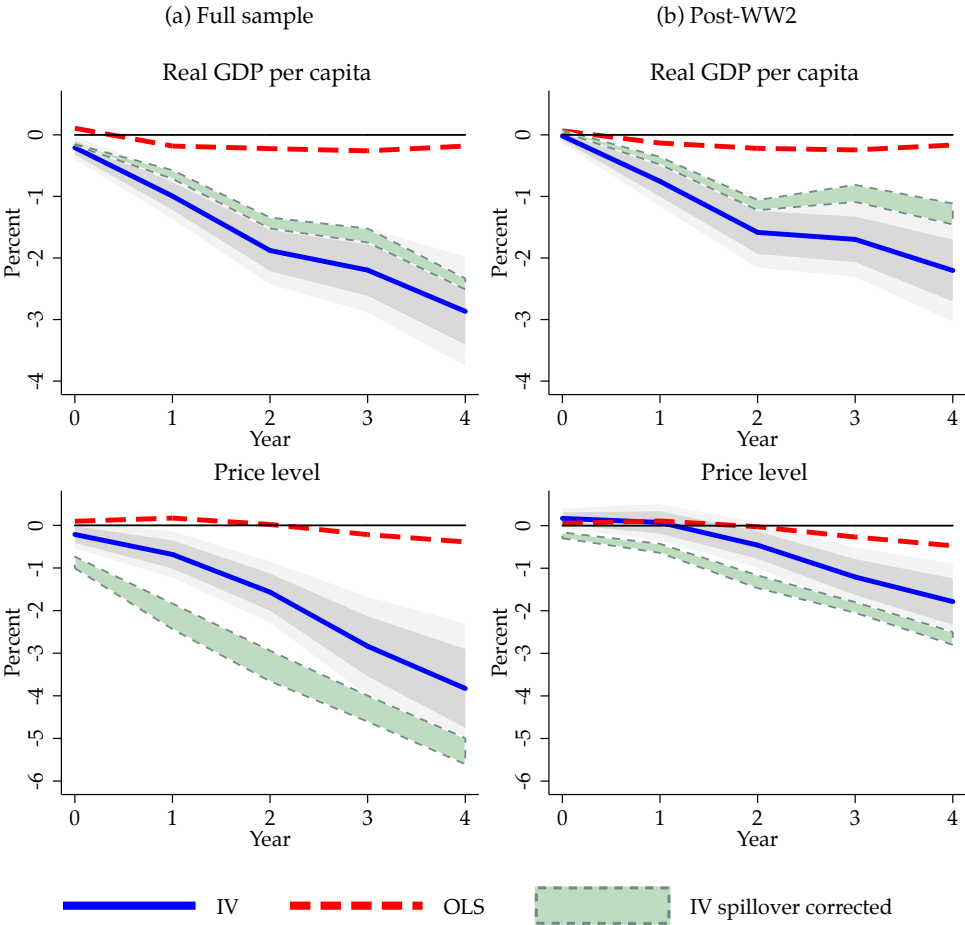 (a) Full sample
(b) Post-WW2
Real GDP per capita
Percent
0
-1
-2
-3
-4
0 1 2 3 4
Year
Real GDP per capita
Percent
0
-1
-2
-3
-4
0 1 2 3 4
Year
Price level
Percent
0
-1
-2
-3
-4
-5
-6
0 1 2 3 4
Year
Price level
Percent
0
-1
-2
-3
-4
-5
-6
0 1 2 3 4
Year
IV OLS IV spillover corrected